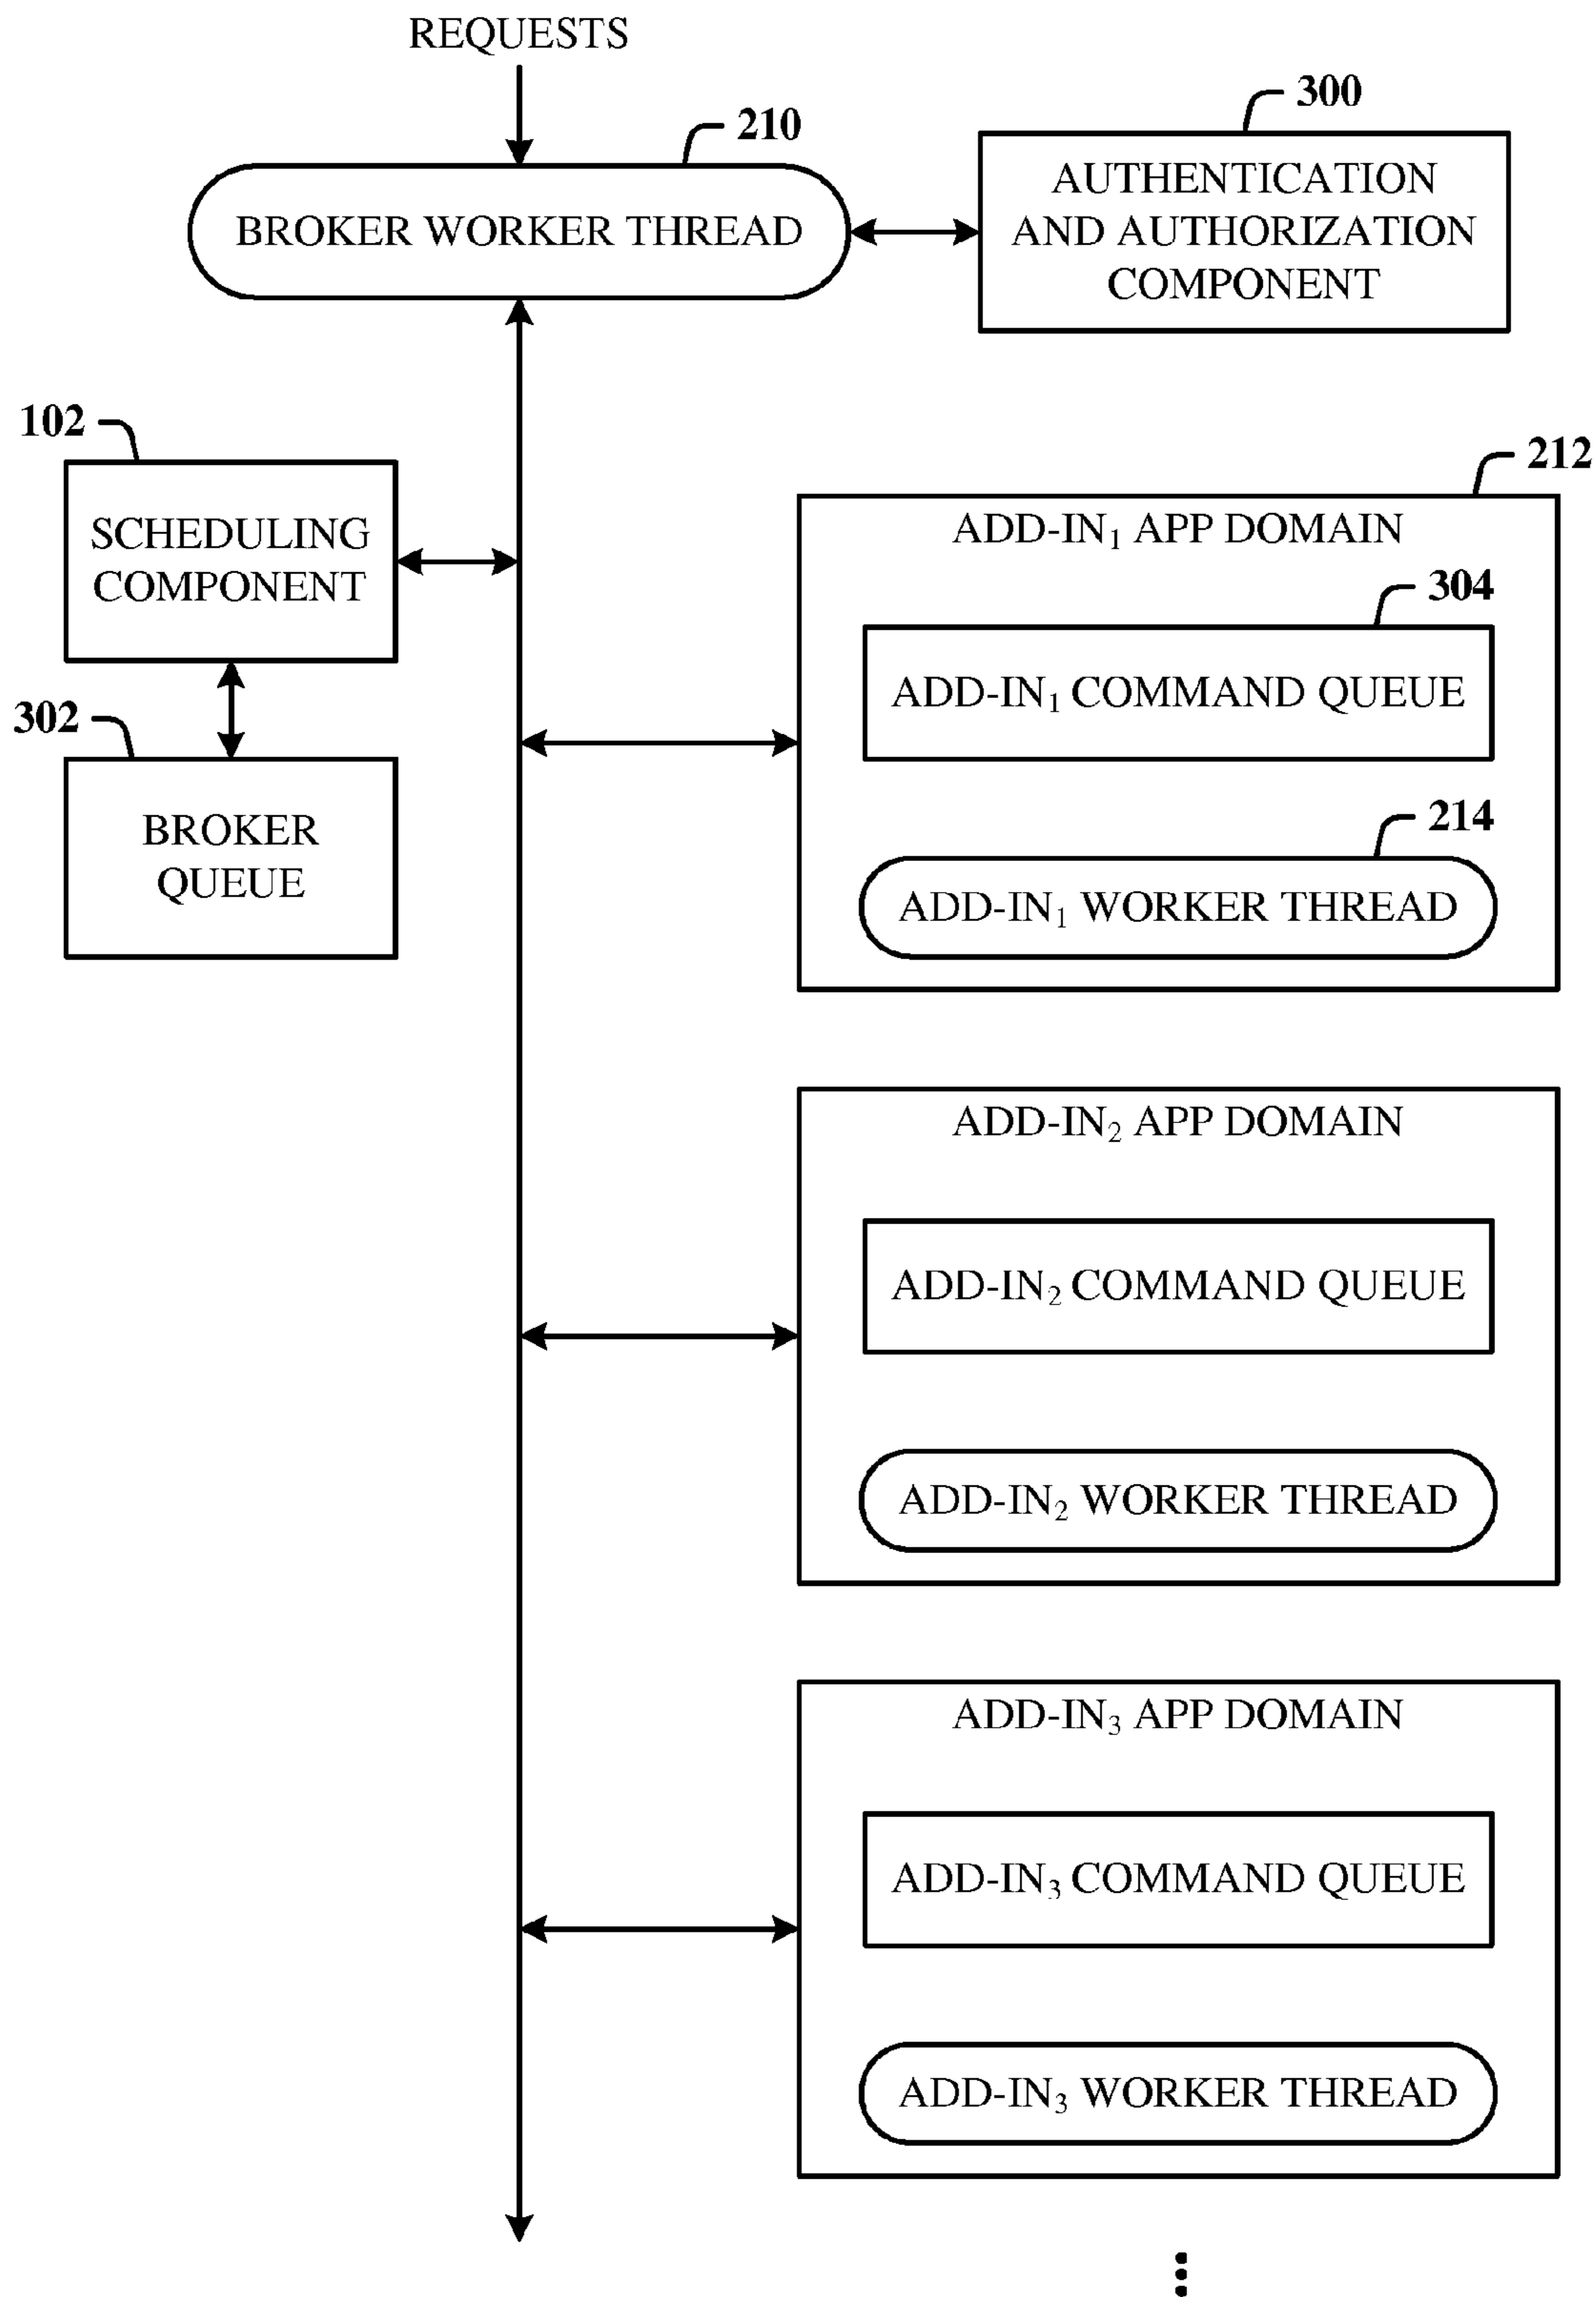 REQUESTS
210
BROKER WORKER THREAD
300
AUTHENTICATION
AND AUTHORIZATION
COMPONENT
102
SCHEDULING
COMPONENT
302
BROKER
QUEUE
212
ADD-IN₁ APP DOMAIN
304
ADD-IN₁ COMMAND QUEUE
214
ADD-IN₁ WORKER THREAD
ADD-IN₂ APP DOMAIN
ADD-IN₂ COMMAND QUEUE
ADD-IN₂ WORKER THREAD
ADD-IN₃ APP DOMAIN
ADD-IN₃ COMMAND QUEUE
ADD-IN₃ WORKER THREAD